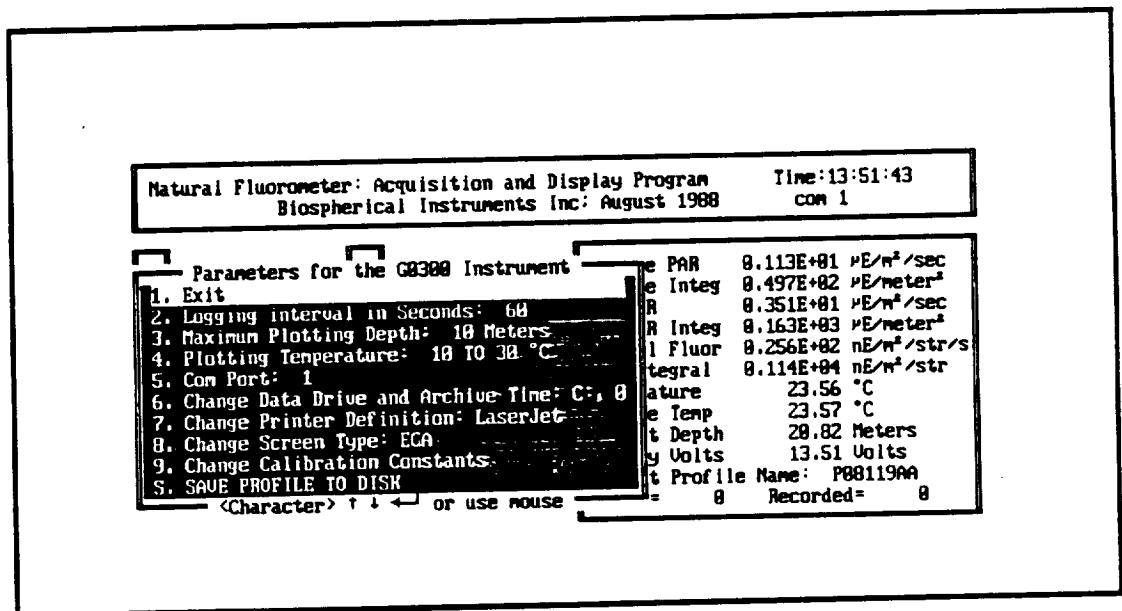 Natural Fluorometer: Acquisition and Display Program Time:13:51:43
Biospherical Instruments Inc: August 1988 com 1
Parameters for the G0300 Instrument
1. Exit
2. Logging interval in Seconds: 60
3. Maximum Plotting Depth: 10 Meters
4. Plotting Temperature: 10 TO 30 °C
5. Com Port: 1
6. Change Data Drive and Archive Time: C:, 0
7. Change Printer Definition: LaserJet
8. Change Screen Type: EGA
9. Change Calibration Constants
S. SAVE PROFILE TO DISK
<Character> ↑ ↓ ←┘ or use mouse
e PAR 0.113E+01 µE/m²/sec
e Integ 0.497E+02 µE/meter²
R 0.351E+01 µE/m²/sec
R Integ 0.163E+03 µE/meter²
l Fluor 0.256E+02 nE/m²/str/s
tegral 0.114E+04 nE/m²/str
ature 23.56 °C
e Temp 23.57 °C
t Depth 20.82 Meters
y Volts 13.51 Volts
t Profile Name: P08119AA
= 0 Recorded= 0